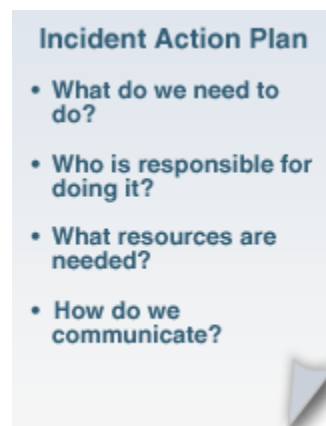 Incident Action Plan
• What do we need to
do?
• Who is responsible for
doing it?
• What resources are
needed?
• How do we
communicate?